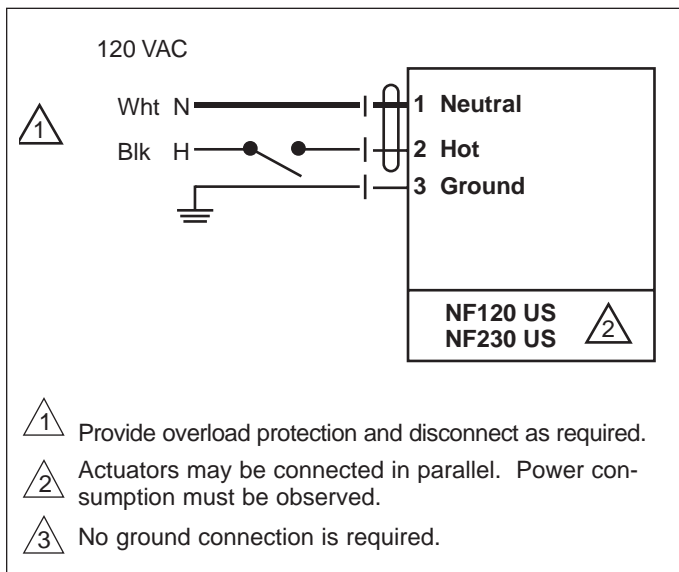 120 VAC
1 Wht N 1 Neutral
Blk H 2 Hot
3 Ground
NF120 US
NF230 US 2
1 Provide overload protection and disconnect as required.
2 Actuators may be connected in parallel. Power con-
sumption must be observed.
3 No ground connection is required.